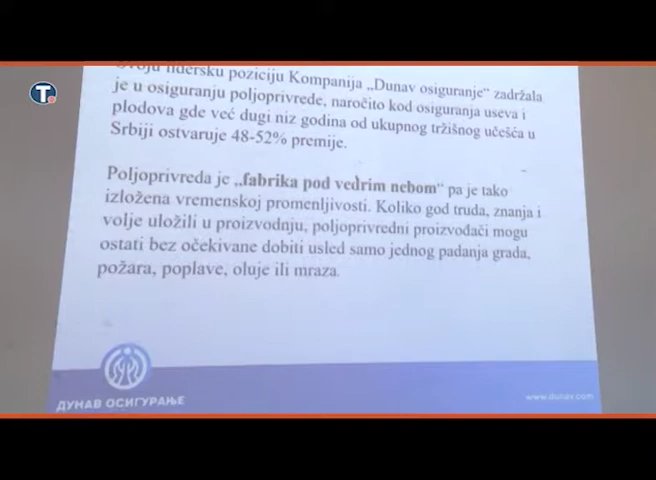 Svoju lidersku poziciju Kompanija „Dunav osiguranje“ zadržala
je u osiguranju poljoprivrede, naročito kod osiguranja useva i
plodova gde već dugi niz godina od ukupnog tržišnog učešća u
Srbiji ostvaruje 48-52% premije.
Poljoprivreda je „fabrika pod vedrim nebom“ pa je tako
izložena vremenskoj promenljivosti. Koliko god truda, znanja i
volje uložili u proizvodnju, poljoprivredni proizvođači mogu
ostati bez očekivane dobiti usled samo jednog padanja grada,
požara, poplave, oluje ili mraza.
ДУНАВ ОСИГУРАЊЕ
www.dunav.com
T